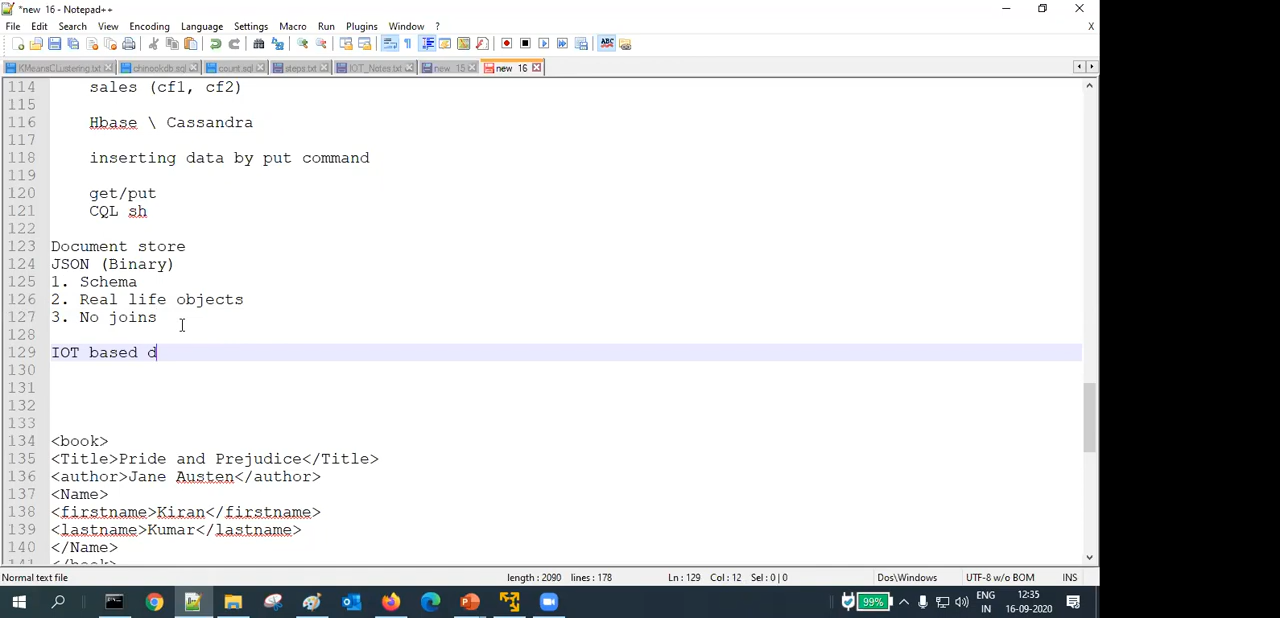 *new 16 - Notepad++
File Edit Search View Encoding Language Settings Macro Run Plugins Window ? X
KMeansCLustering.txt chinookdb.sql count.sql steps.txt IOT_Notes.txt new 15 new 16
114 sales (cf1, cf2)
115
116 Hbase \ Cassandra
117
118 inserting data by put command
119
120 get/put
121 CQL sh
122
123 Document store
124 JSON (Binary)
125 1. Schema
126 2. Real life objects
127 3. No joins
128
129 IOT based d
130
131
132
133
134 <book>
135 <Title>Pride and Prejudice</Title>
136 <author>Jane Austen</author>
137 <Name>
138 <firstname>Kiran</firstname>
139 <lastname>Kumar</lastname>
140 </Name>
141 </book>
Normal text file length : 2090 lines : 178 Ln : 129 Col : 12 Sel : 0 | 0 Dos\Windows UTF-8 w/o BOM INS
99% ENG 12:35
IN 16-09-2020